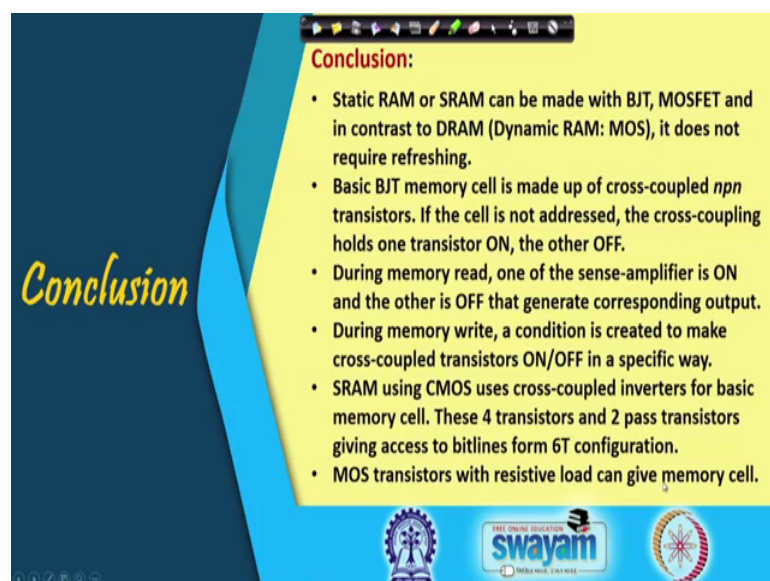 Conclusion
Conclusion:
• Static RAM or SRAM can be made with BJT, MOSFET and
in contrast to DRAM (Dynamic RAM: MOS), it does not
require refreshing.
• Basic BJT memory cell is made up of cross-coupled npn
transistors. If the cell is not addressed, the cross-coupling
holds one transistor ON, the other OFF.
• During memory read, one of the sense-amplifier is ON
and the other is OFF that generate corresponding output.
• During memory write, a condition is created to make
cross-coupled transistors ON/OFF in a specific way.
• SRAM using CMOS uses cross-coupled inverters for basic
memory cell. These 4 transistors and 2 pass transistors
giving access to bitlines form 6T configuration.
• MOS transistors with resistive load can give memory cell.
FREE ONLINE EDUCATION
swayam